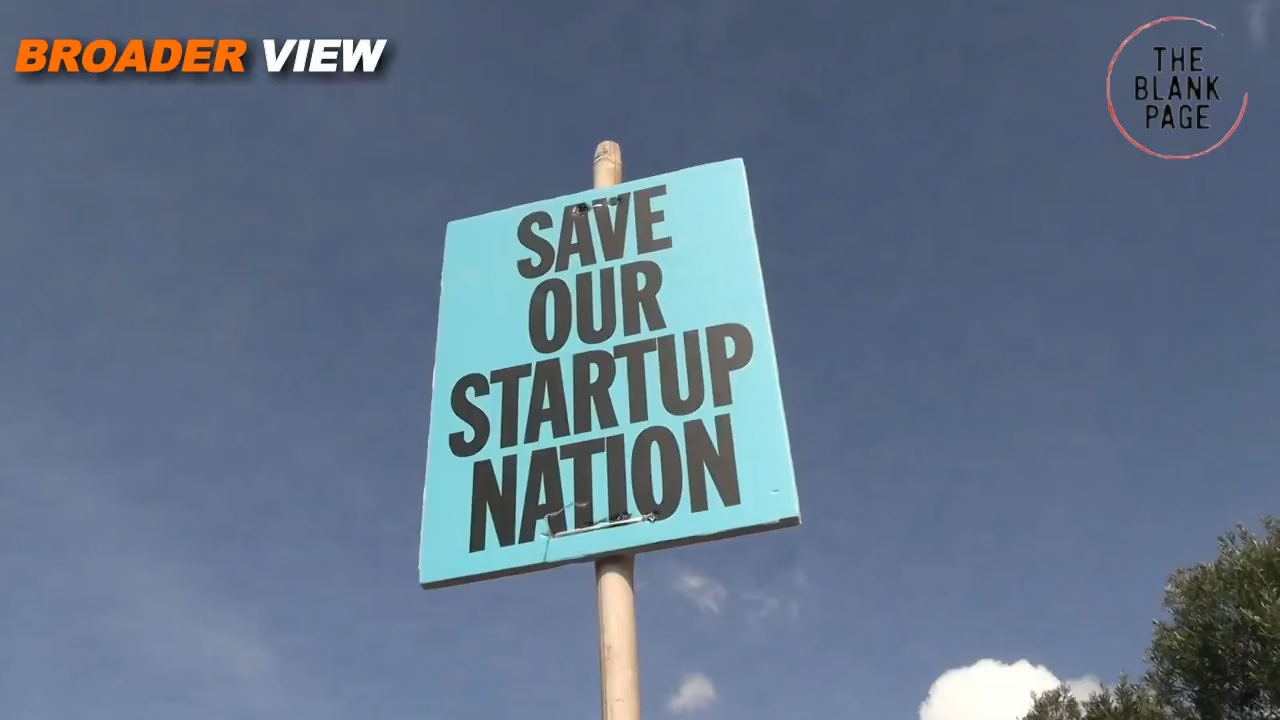 BROADER VIEW
THE
BLANK
PAGE
SAVE
OUR
STARTUP
NATION